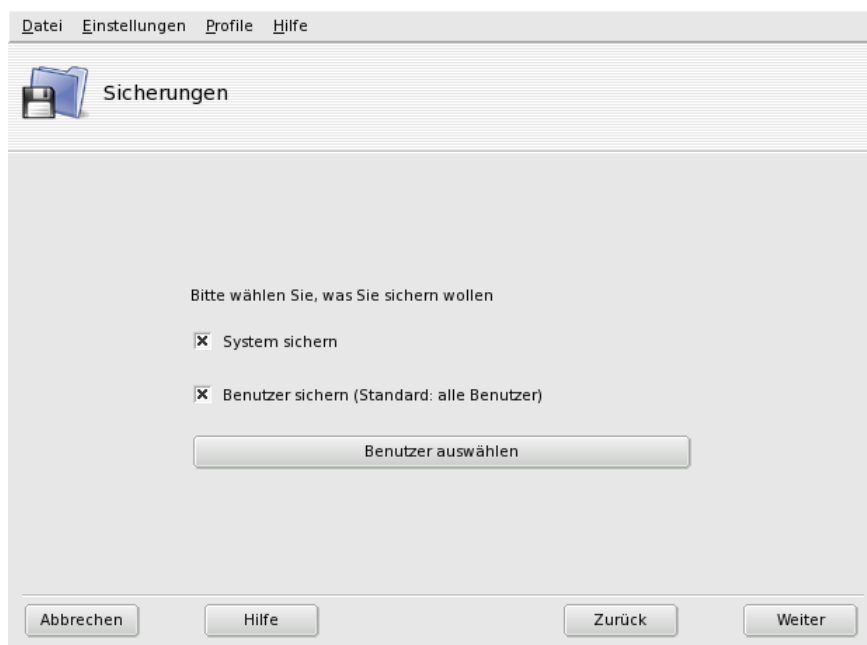 Datei Einstellungen Profile Hilfe
Sicherungen
Bitte wählen Sie, was Sie sichern wollen
System sichern
Benutzer sichern (Standard: alle Benutzer)
Benutzer auswählen
Abbrechen Hilfe Zurück Weiter